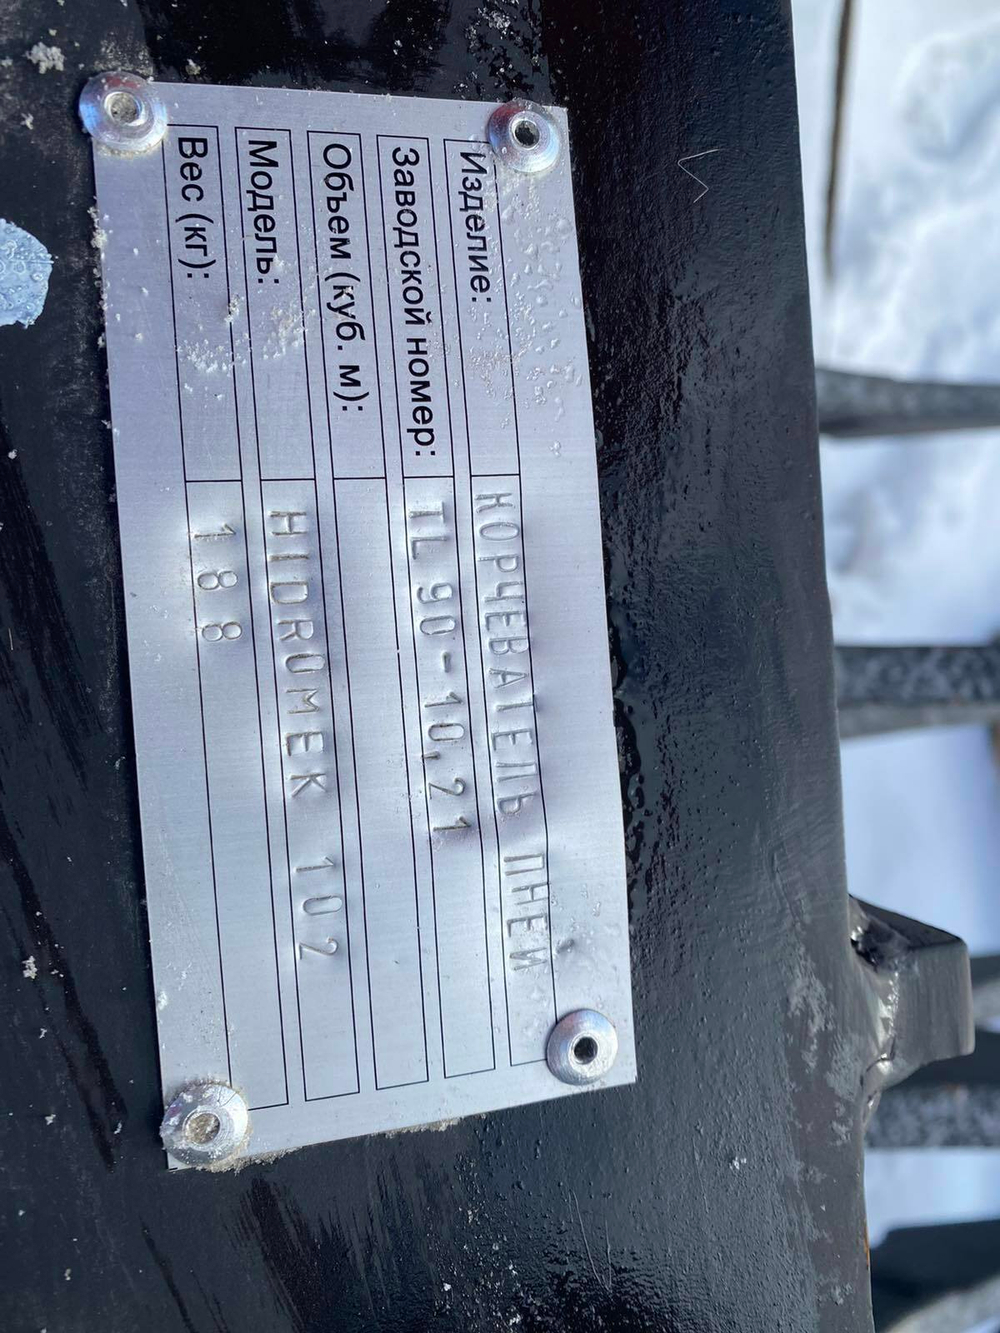 Изделие: КОРЧЕВАТЕЛЬ ПНЕЙ
Заводской номер: TL 90-10,21
Объем (куб. м):
Модель: HIDROMEK 102
Вес (кг): 188